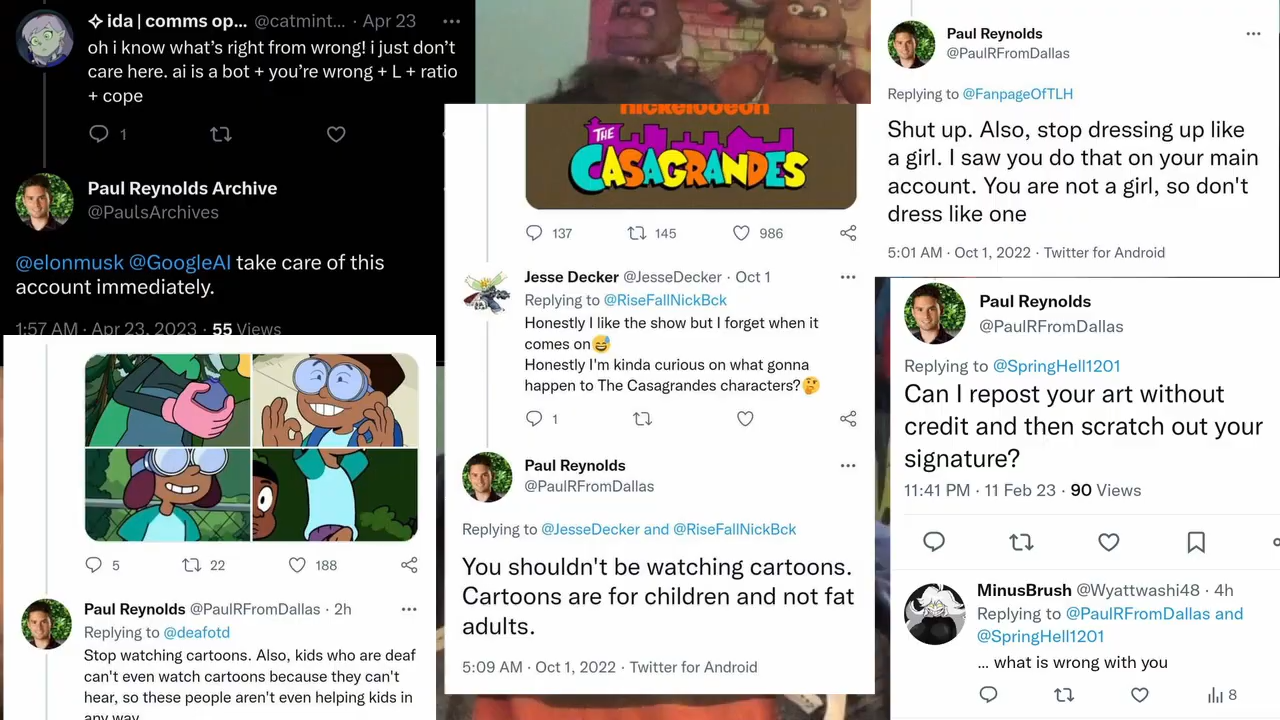 ✧ ida | comms op... @catmint... · Apr 23
oh i know what's right from wrong! i just don't
care here. ai is a bot + you're wrong + L + ratio
+ cope
1
Paul Reynolds Archive
@PaulsArchives
@elonmusk @GoogleAI take care of this
account immediately.
1:57 AM · Apr 23, 2023 · 55 Views
5 22 188
Paul Reynolds @PaulRFromDallas · 2h
Replying to @deafotd
Stop watching cartoons. Also, kids who are deaf
can't even watch cartoons because they can't
hear, so these people aren't even helping kids in
any way
nickelodeon
THE
CASAGRANDES
137 145 986
Jesse Decker @JesseDecker · Oct 1
Replying to @RiseFallNickBck
Honestly I like the show but I forget when it
comes on😅
Honestly I'm kinda curious on what gonna
happen to The Casagrandes characters?🤔
1
Paul Reynolds
@PaulRFromDallas
Replying to @JesseDecker and @RiseFallNickBck
You shouldn't be watching cartoons.
Cartoons are for children and not fat
adults.
5:09 AM · Oct 1, 2022 · Twitter for Android
Paul Reynolds
@PaulRFromDallas
Replying to @FanpageOfTLH
Shut up. Also, stop dressing up like
a girl. I saw you do that on your main
account. You are not a girl, so don't
dress like one
5:01 AM · Oct 1, 2022 · Twitter for Android
Paul Reynolds
@PaulRFromDallas
Replying to @SpringHell1201
Can I repost your art without
credit and then scratch out your
signature?
11:41 PM · 11 Feb 23 · 90 Views
MinusBrush @Wyattwashi48 · 4h
Replying to @PaulRFromDallas and
@SpringHell1201
... what is wrong with you
8